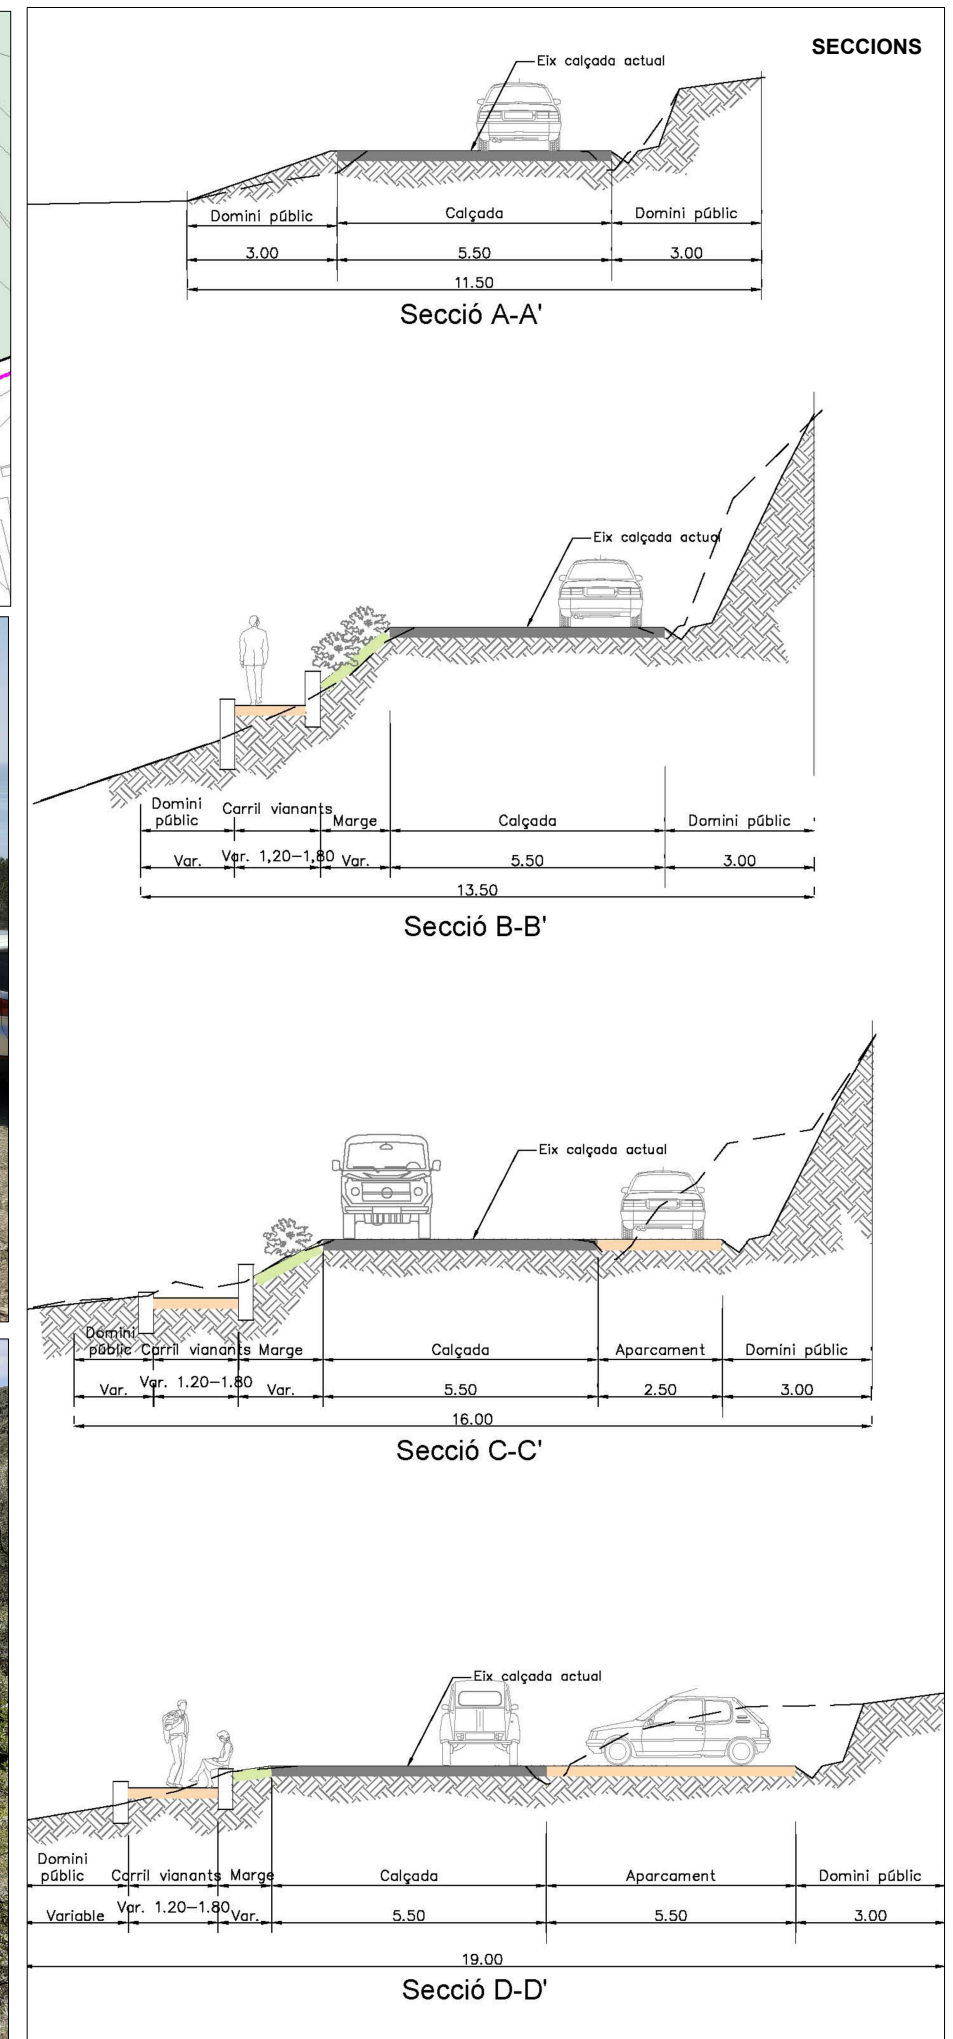 SECCIONS
Eix calçada actual
Domini públic
Calçada
Domini públic
3.00
5.50
3.00
11.50
Secció A-A'
Eix calçada actual
Domini
públic
Carril vianants
Marge
Calçada
Domini públic
Var.
Var. 1,20-1,80
Var.
5.50
3.00
13.50
Secció B-B'
Eix calçada actual
Domini
públic
Carril vianants
Marge
Calçada
Aparcament
Domini públic
Var.
Var. 1.20-1.80
Var.
5.50
2.50
3.00
16.00
Secció C-C'
Eix calçada actual
Domini
públic
Carril vianants
Marge
Calçada
Aparcament
Domini públic
Variable
Var. 1.20-1.80
Var.
5.50
5.50
3.00
19.00
Secció D-D'